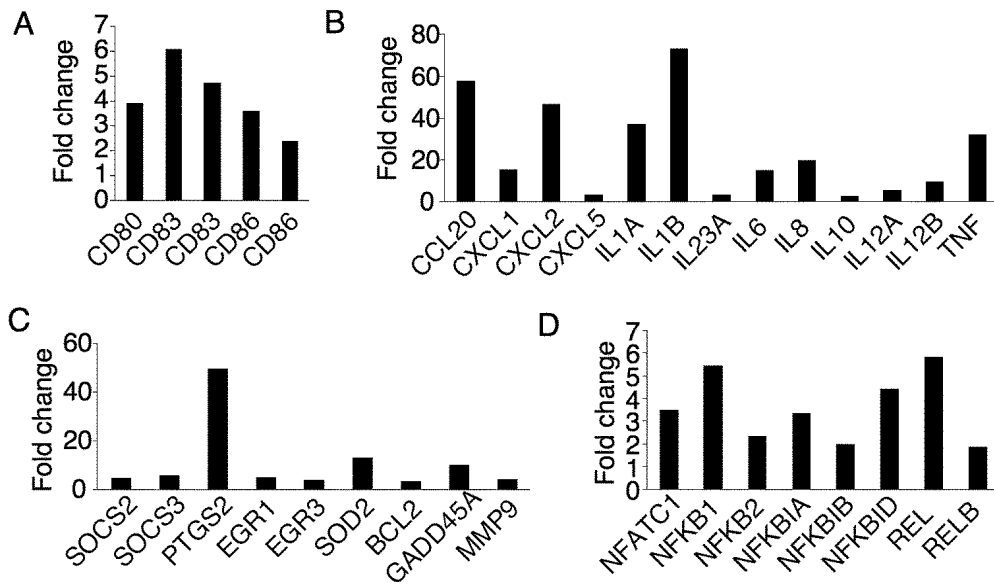 A
Fold change
7
6
5
4
3
2
1
0
CD80
CD83
CD83
CD86
CD86
B
Fold change
80
60
40
20
0
CCL20
CXCL1
CXCL2
CXCL5
IL1A
IL1B
IL23A
IL6
IL8
IL10
IL12A
IL12B
TNF
C
Fold change
60
40
20
0
SOCS2
SOCS3
PTGS2
EGR1
EGR3
SOD2
BCL2
GADD45A
MMP9
D
Fold change
7
6
5
4
3
2
1
0
NFATC1
NFKB1
NFKB2
NFKBIA
NFKBIB
NFKBID
REL
RELB